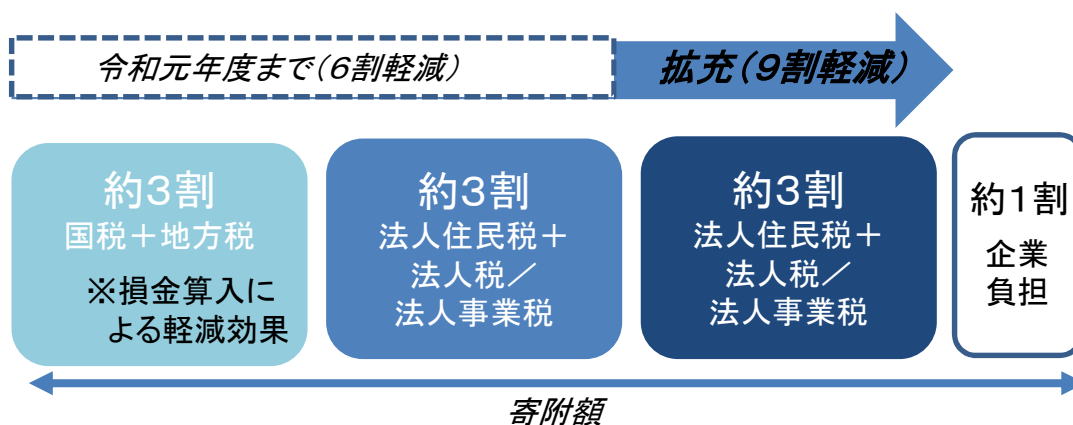 令和元年度まで（６割軽減）
拡充（９割軽減）
約３割
国税＋地方税
※損金算入に
よる軽減効果
約３割
法人住民税＋
法人税／
法人事業税
約３割
法人住民税＋
法人税／
法人事業税
約１割
企業
負担
寄附額